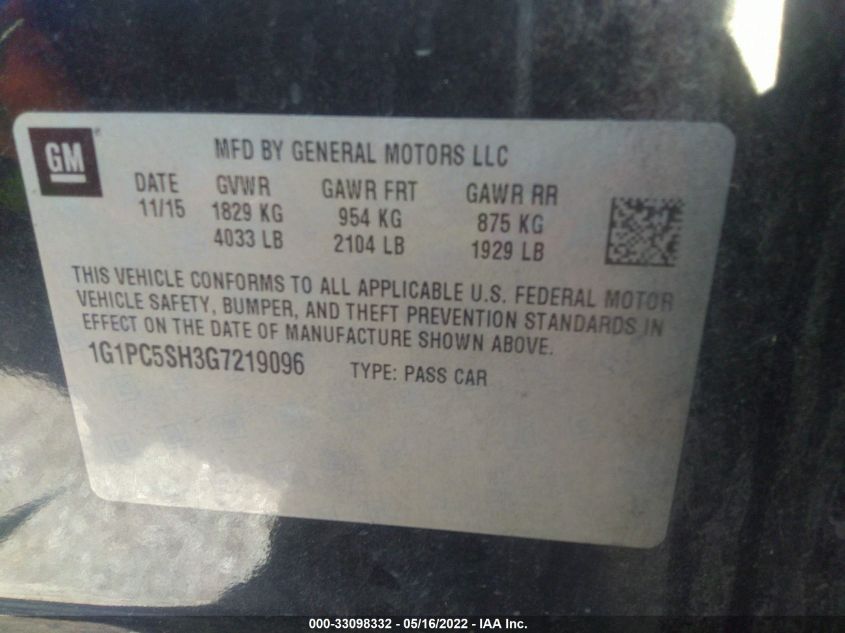 GM
MFD BY GENERAL MOTORS LLC
DATE GVWR GAWR FRT GAWR RR
11/15 1829 KG 954 KG 875 KG
4033 LB 2104 LB 1929 LB
THIS VEHICLE CONFORMS TO ALL APPLICABLE U.S. FEDERAL MOTOR
VEHICLE SAFETY, BUMPER, AND THEFT PREVENTION STANDARDS IN
EFFECT ON THE DATE OF MANUFACTURE SHOWN ABOVE.
1G1PC5SH3G7219096 TYPE: PASS CAR
000-33098332 - 05/16/2022 - IAA Inc.